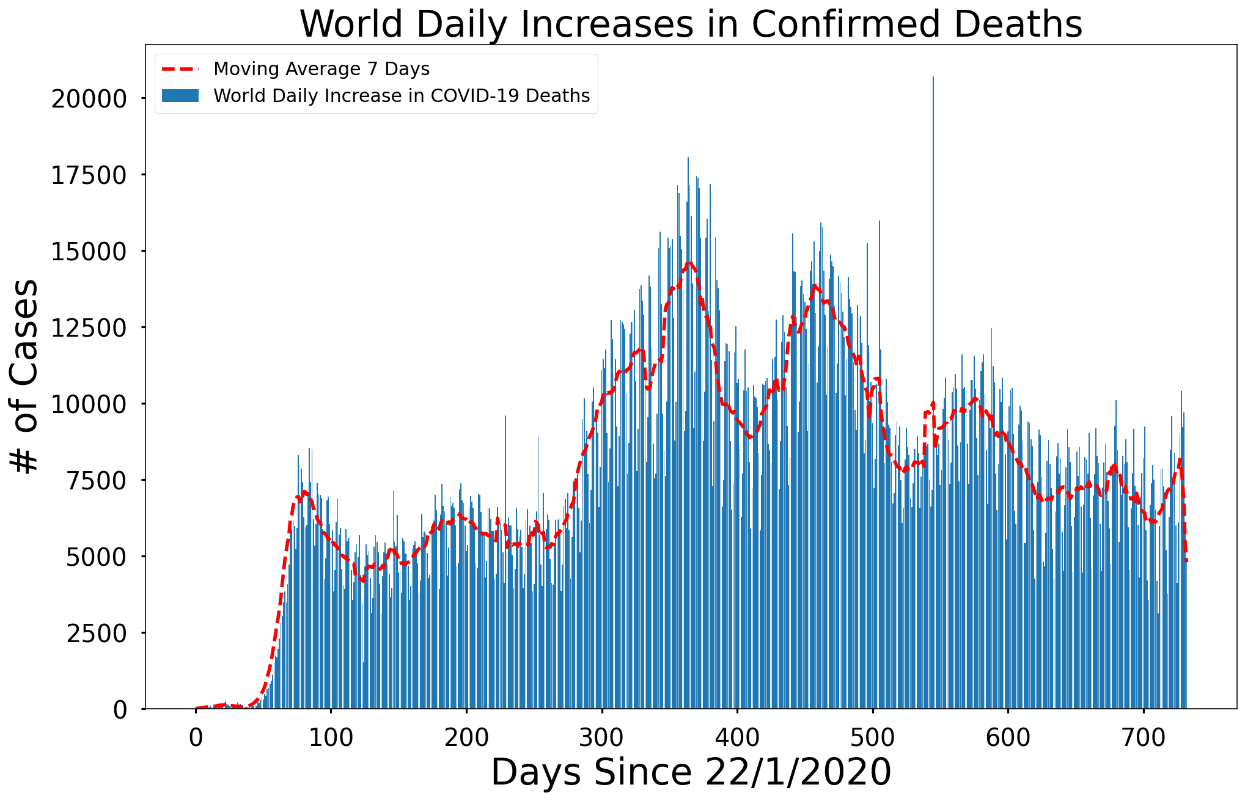 World Daily Increases in Confirmed Deaths
Moving Average 7 Days
World Daily Increase in COVID-19 Deaths
# of Cases
20000
17500
15000
12500
10000
7500
5000
2500
0
0 100 200 300 400 500 600 700
Days Since 22/1/2020